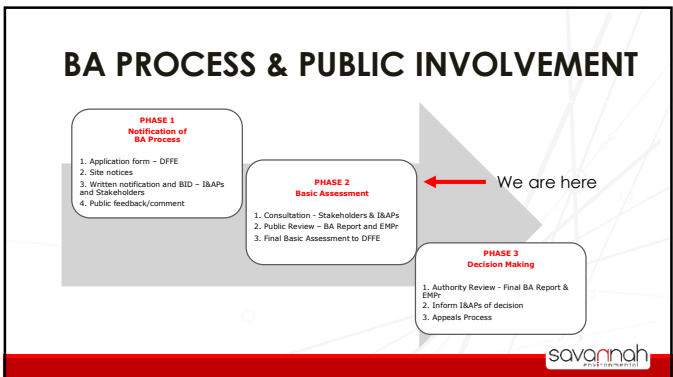 BA PROCESS & PUBLIC INVOLVEMENT
PHASE 1
Notification of
BA Process
1. Application form – DFFE
2. Site notices
3. Written notification and BID – I&APs
and Stakeholders
4. Public feedback/comment
PHASE 2
Basic Assessment
1. Consultation - Stakeholders & I&APs
2. Public Review – BA Report and EMPr
3. Final Basic Assessment to DFFE
We are here
PHASE 3
Decision Making
1. Authority Review - Final BA Report &
EMPr
2. Inform I&APs of decision
3. Appeals Process
savannah
environmental